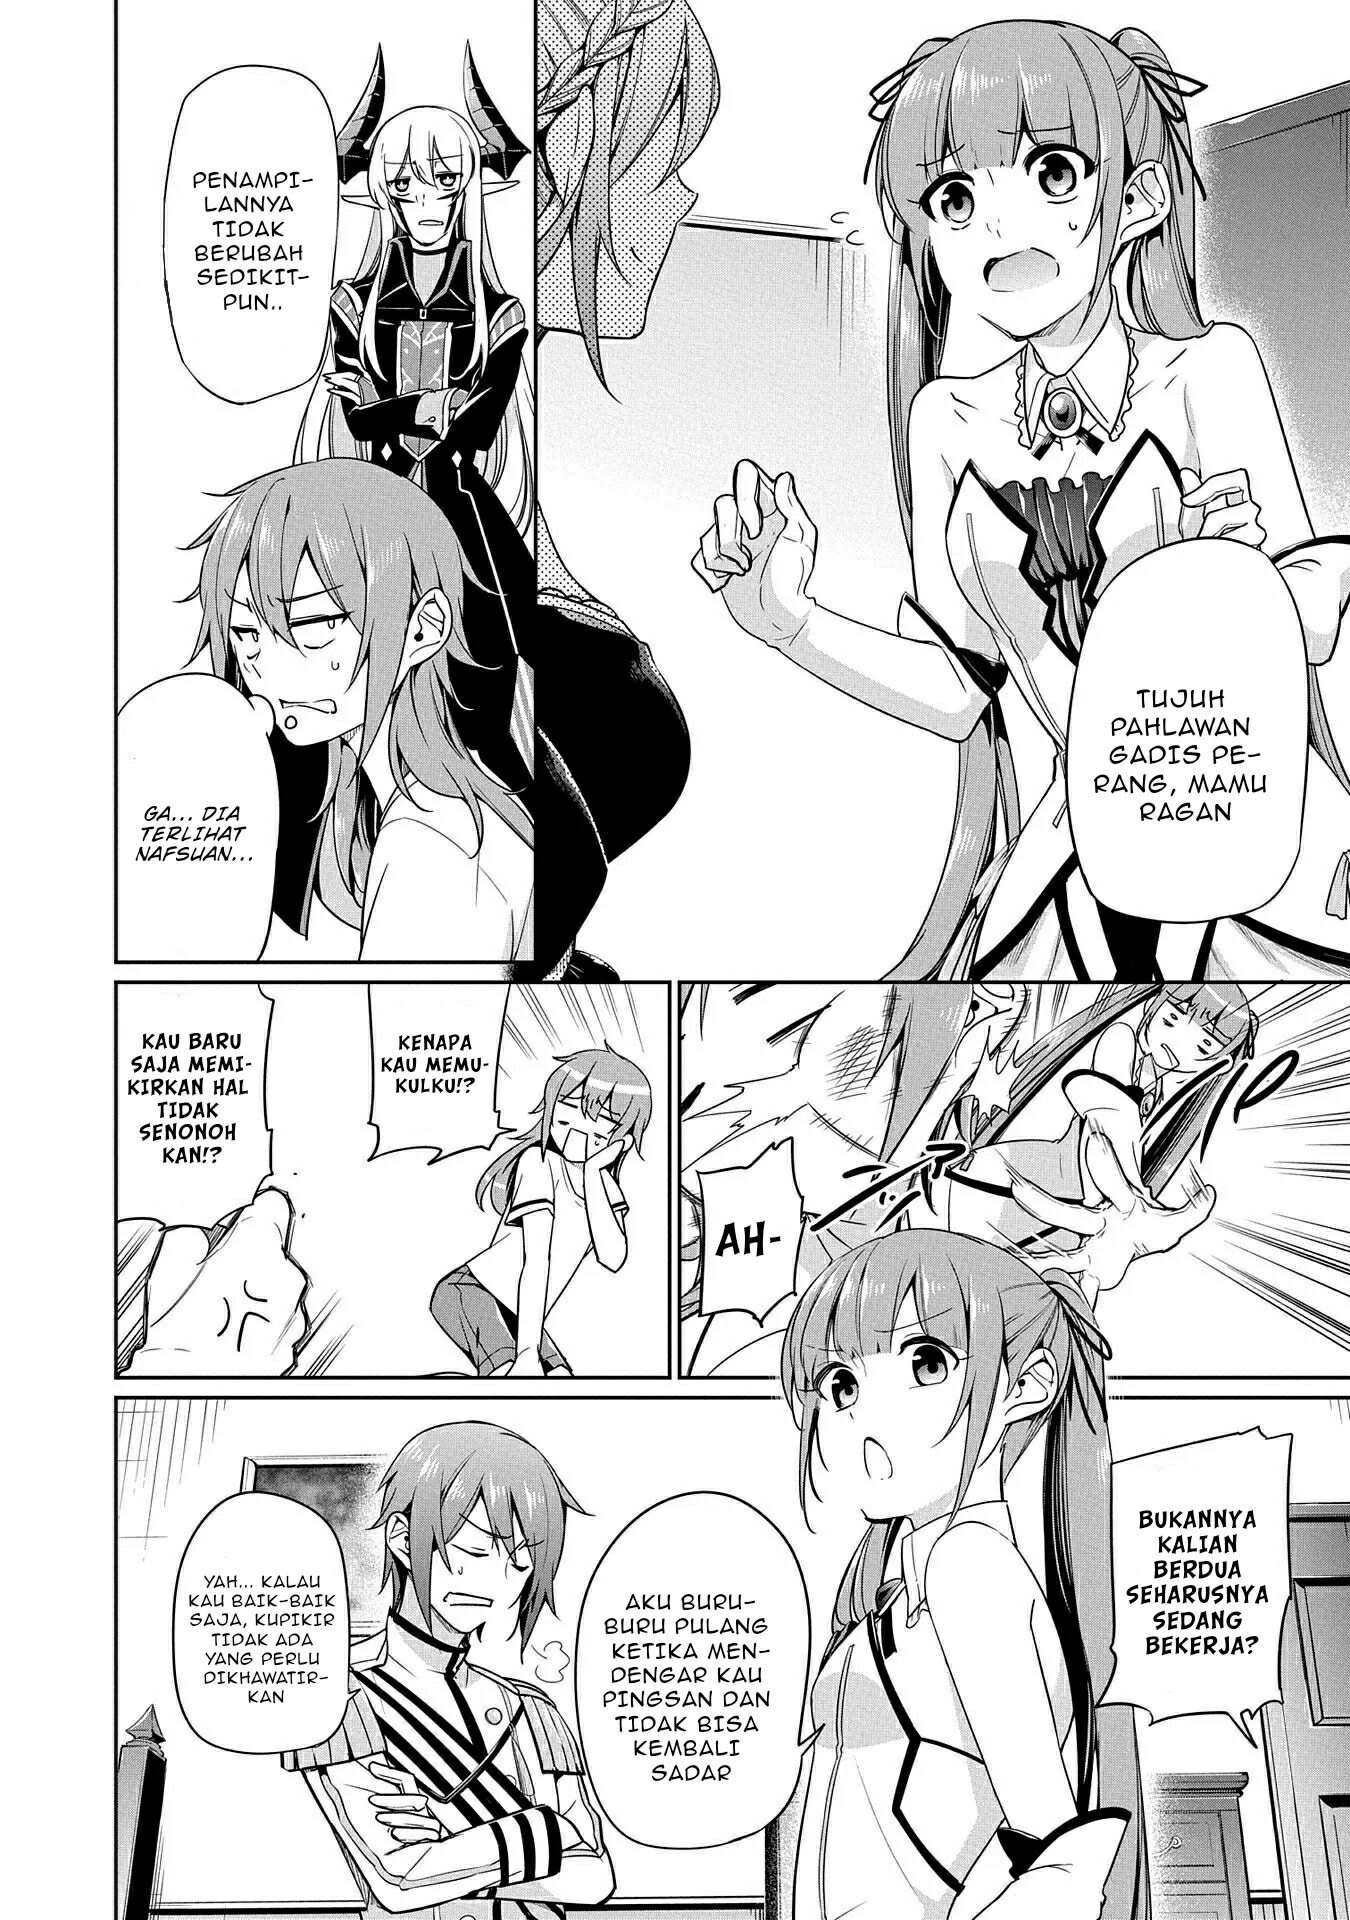 TUJUH
PAHLAWAN
GADIS PE-
RANG, MAMU
RAGAN
PENAMPI-
LANNYA
TIDAK
BERUBAH
SEDIKIT-
PUN..
GA... DIA
TERLIHAT
NAFSUAN...
AH-
KENAPA
KAU MEMU-
KULKU!?
KAU BARU
SAJA MEMI-
KIRKAN HAL
TIDAK
SENONOH
KAN!?
BUKANNYA
KALIAN
BERDUA
SEHARUSNYA
SEDANG
BEKERJA?
AKU BURU-
BURU PULANG
KETIKA MEN-
DENGAR KAU
PINGSAN DAN
TIDAK BISA
KEMBALI
SADAR
YAH... KALAU
KAU BAIK-BAIK
SAJA, KUPIKIR
TIDAK ADA
YANG PERLU
DIKHAWATIR-
KAN